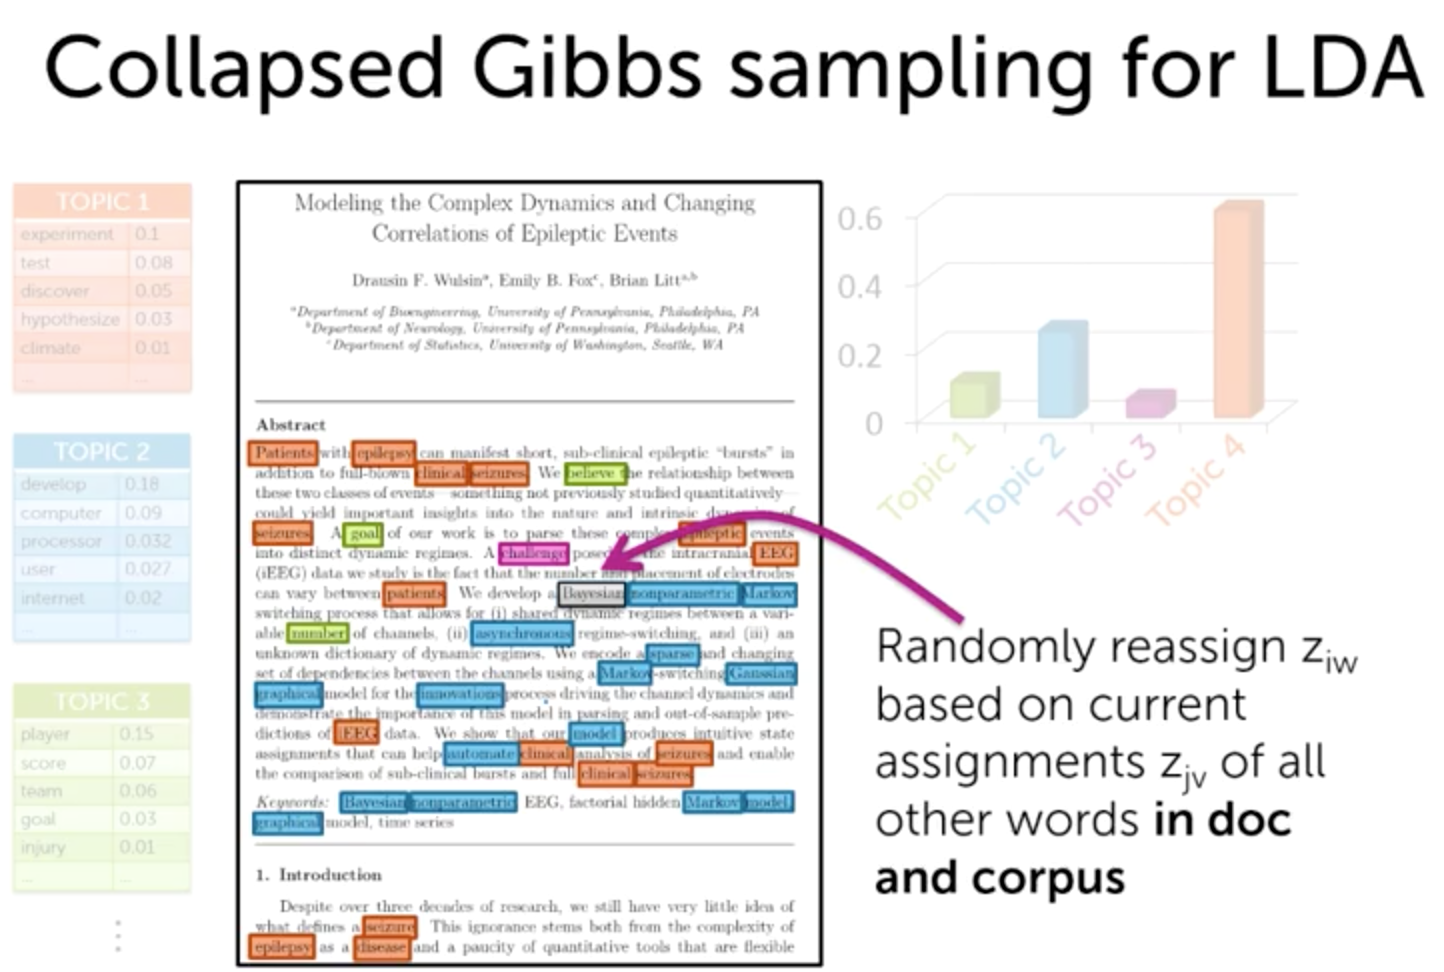 Collapsed Gibbs sampling for LDA
TOPIC 1
experiment 0.1
test 0.08
discover 0.05
hypothesize 0.03
climate 0.01
... ...
TOPIC 2
develop 0.18
computer 0.09
processor 0.032
user 0.027
internet 0.02
... ...
TOPIC 3
player 0.15
score 0.07
team 0.06
goal 0.03
injury 0.01
... ...
Modeling the Complex Dynamics and Changing
Correlations of Epileptic Events
Drausin F. Wulsinᵃ, Emily B. Foxᶜ, Brian Littᵃ,ᵇ
ᵃDepartment of Bioengineering, University of Pennsylvania, Philadelphia, PA
ᵇDepartment of Neurology, University of Pennsylvania, Philadelphia, PA
ᶜDepartment of Statistics, University of Washington, Seattle, WA
Abstract
Patients with epilepsy can manifest short, sub-clinical epileptic “bursts” in
addition to full-blown clinical seizures. We believe the relationship between
these two classes of events something not previously studied quantitatively
could yield important insights into the nature and intrinsic dynamics of
seizures. A goal of our work is to parse these complex epileptic events
into distinct dynamic regimes. A challenge posed the intracranial EEG
(iEEG) data we study is the fact that the number and placement of electrodes
can vary between patients. We develop a Bayesian nonparametric Markov
switching process that allows for (i) shared dynamic regimes between a vari-
able number of channels, (ii) asynchronous regime-switching, and (iii) an
unknown dictionary of dynamic regimes. We encode a sparse and changing
set of dependencies between the channels using a Markov-switching Gaussian
graphical model for the innovations process driving the channel dynamics and
demonstrate the importance of this model in parsing and out-of-sample pre-
dictions of iEEG data. We show that our model produces intuitive state
assignments that can help automate clinical analysis of seizures and enable
the comparison of sub-clinical bursts and full clinical seizures.
Keywords: Bayesian nonparametric EEG, factorial hidden Markov model,
graphical model, time series
1. Introduction
Despite over three decades of research, we still have very little idea of
what defines a seizure. This ignorance stems both from the complexity of
epilepsy as a disease and a paucity of quantitative tools that are flexible
0.6
0.4
0.2
0
Topic 1
Topic 2
Topic 3
Topic 4
Randomly reassign z_iw
based on current
assignments z_jv of all
other words in doc
and corpus